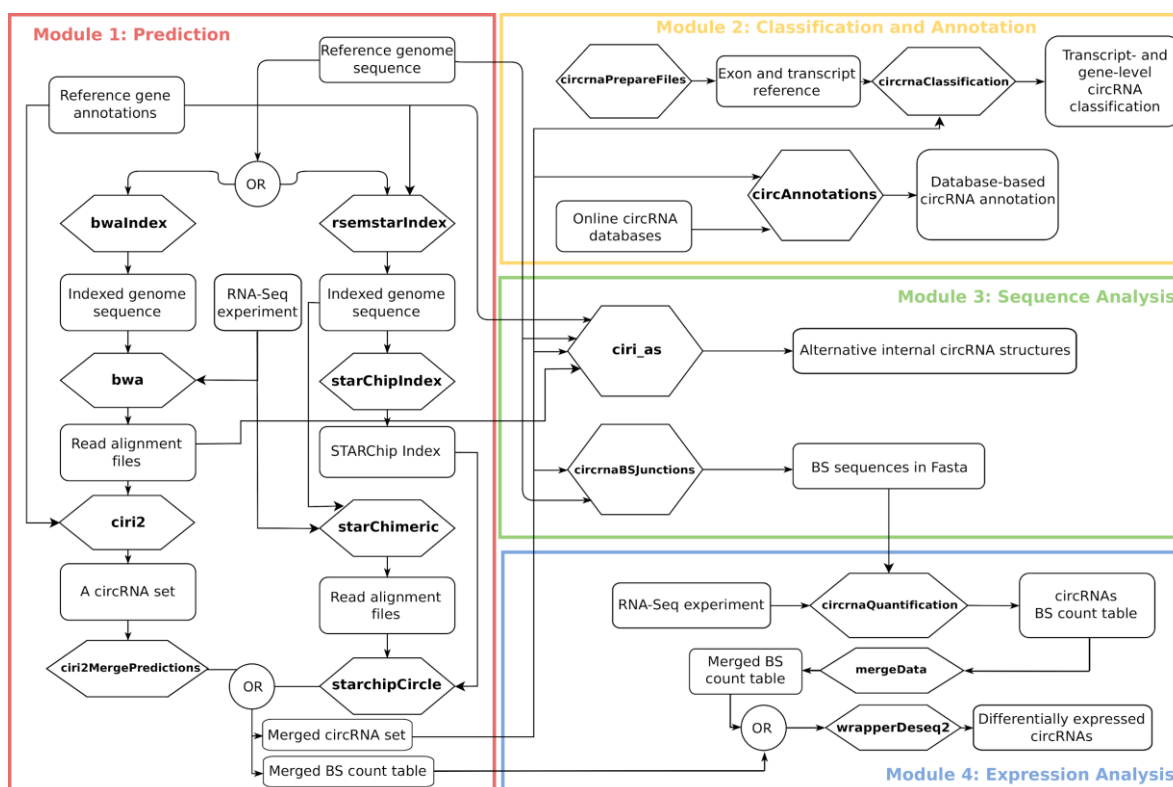 Module 1: Prediction
Reference genome
sequence
Reference gene
annotations
OR
bwaIndex
rsemstarIndex
Indexed genome
sequence
RNA-Seq
experiment
Indexed genome
sequence
bwa
starChipIndex
Read alignment
files
STARChip Index
ciri2
starChimeric
A circRNA set
Read alignment
files
ciri2MergePredictions
OR
starchipCircle
Merged circRNA set
Merged BS count table
Module 2: Classification and Annotation
circrnaPrepareFiles
Exon and transcript
reference
circrnaClassification
Transcript- and
gene-level
circRNA
classification
circAnnotations
Database-based
circRNA annotation
Online circRNA
databases
Module 3: Sequence Analysis
ciri_as
Alternative internal circRNA structures
circrnaBSJunctions
BS sequences in Fasta
RNA-Seq experiment
circrnaQuantification
circRNAs
BS count table
Merged BS
count table
mergeData
OR
wrapperDeseq2
Differentially expressed
circRNAs
Module 4: Expression Analysis